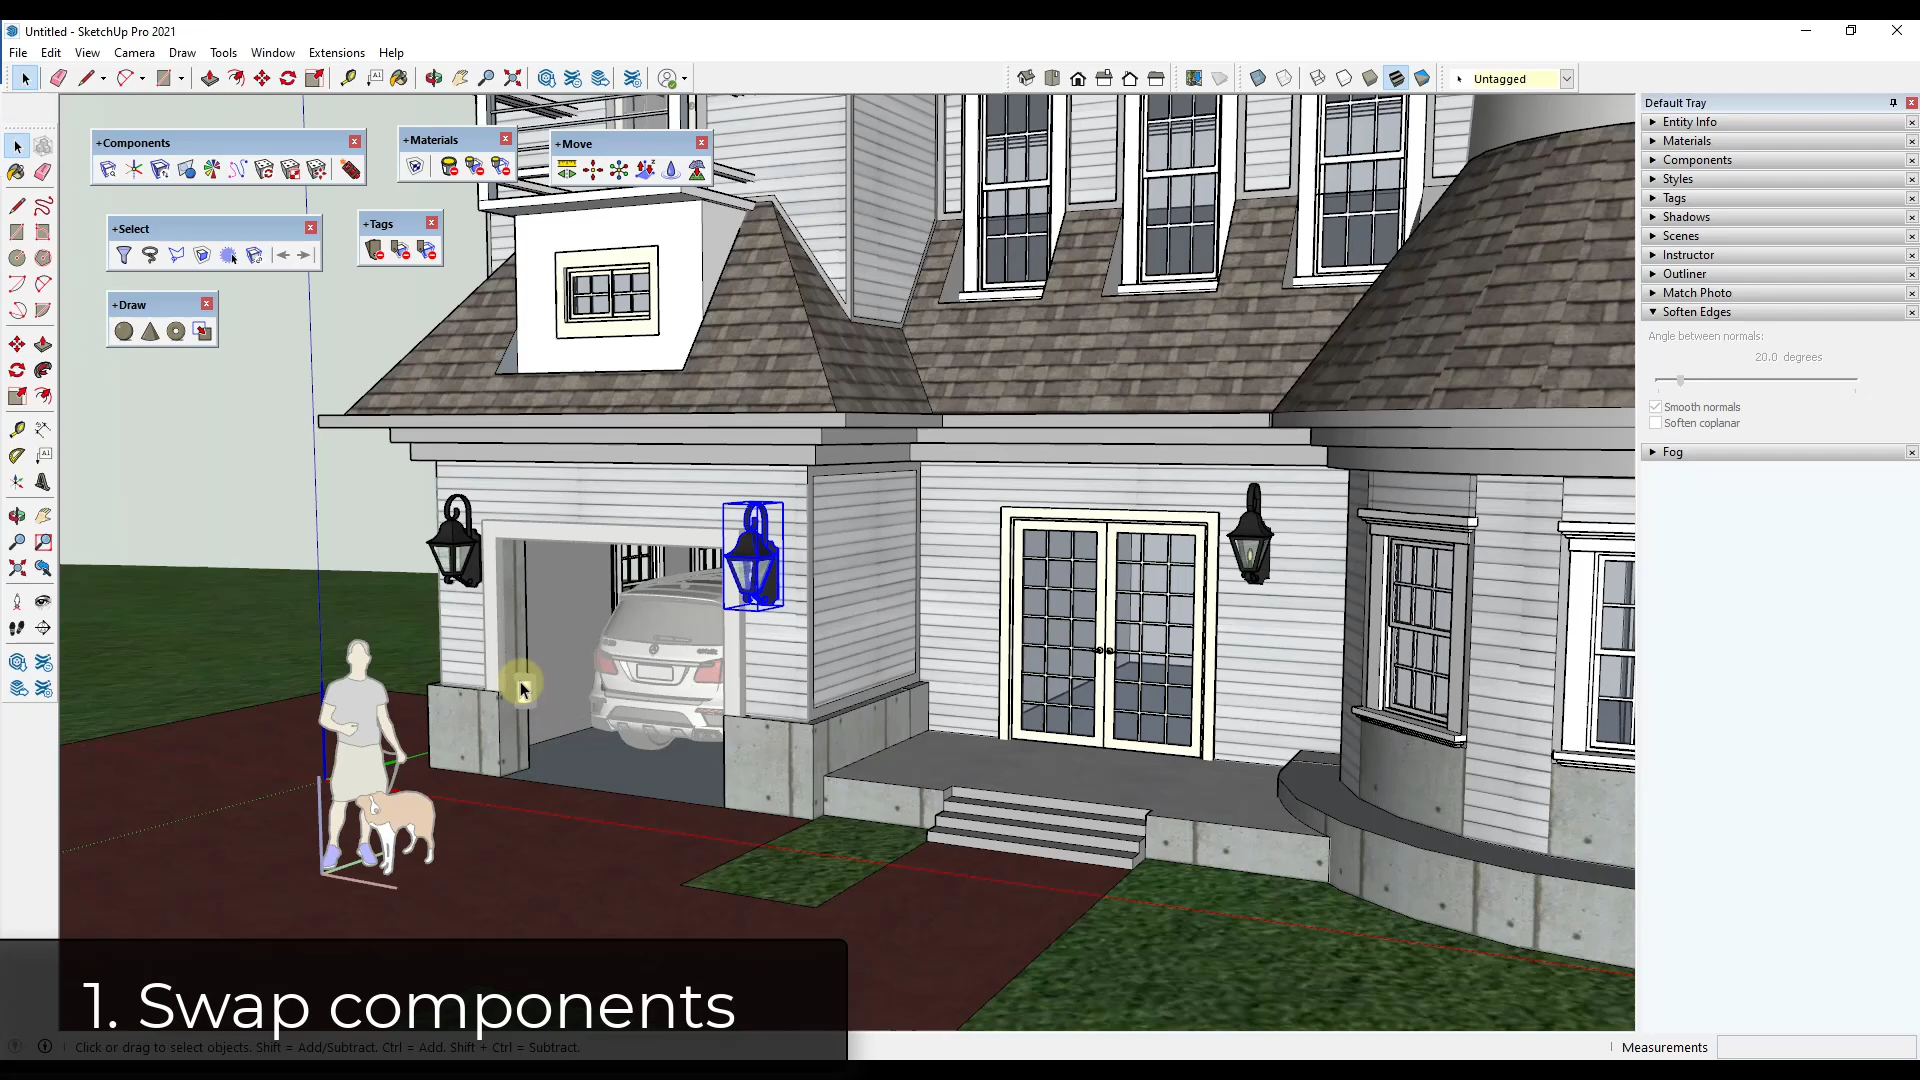 Untitled - SketchUp Pro 2021
File Edit View Camera Draw Tools Window Extensions Help
Untagged
Default Tray
Entity Info
Materials
Components
Styles
Tags
Shadows
Scenes
Instructor
Outliner
Match Photo
Soften Edges
Angle between normals:
20.0 degrees
Smooth normals
Soften coplanar
Fog
+Components
+Materials
+Move
+Select
+Tags
+Draw
A1
A1
1. Swap components
Click or drag to select objects. Shift = Add/Subtract. Ctrl = Add. Shift + Ctrl = Subtract.
Measurements